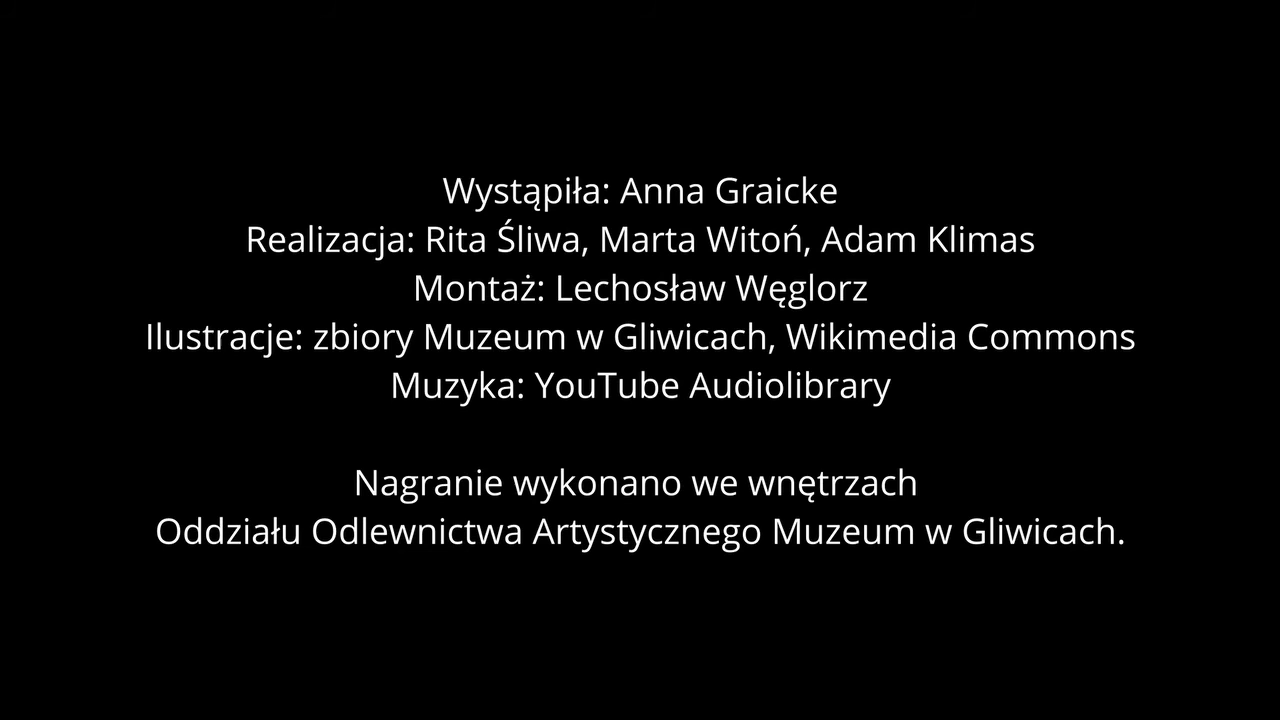 Wystąpiła: Anna Graicke
Realizacja: Rita Śliwa, Marta Witoń, Adam Klimas
Montaż: Lechosław Węglorz
Ilustracje: zbiory Muzeum w Gliwicach, Wikimedia Commons
Muzyka: YouTube Audiolibrary
Nagranie wykonano we wnętrzach
Oddziału Odlewnictwa Artystycznego Muzeum w Gliwicach.